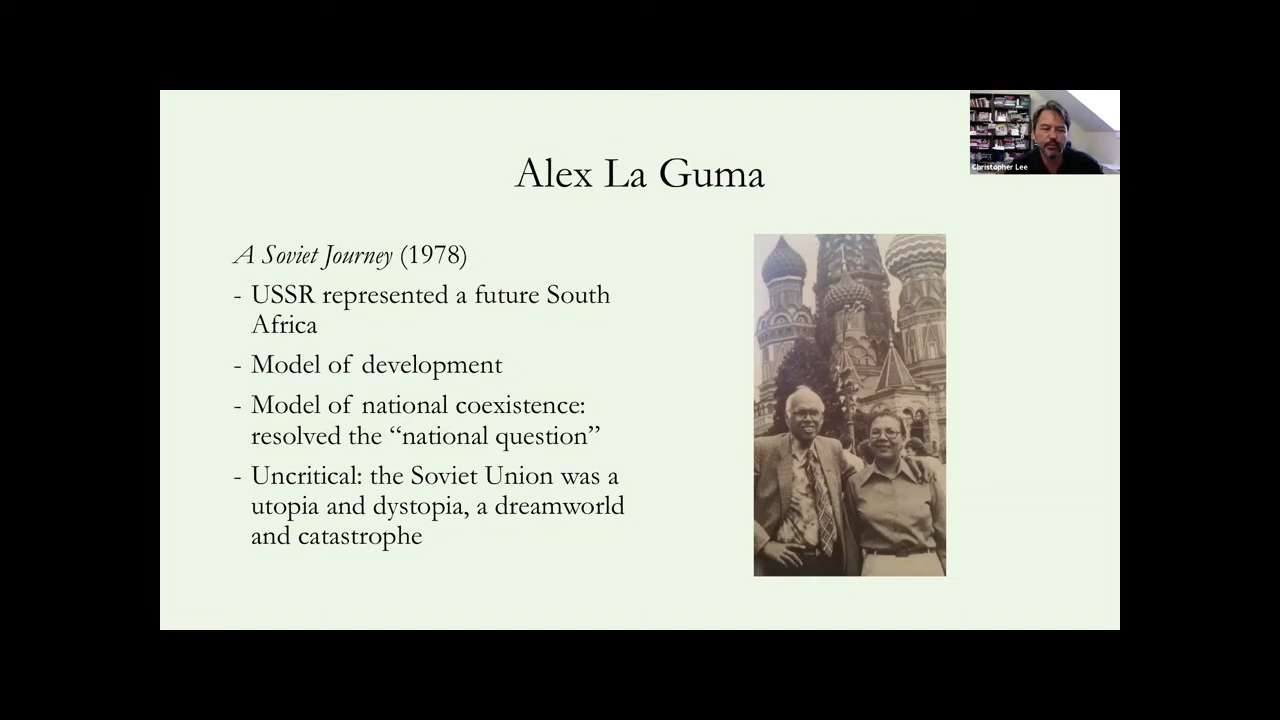 Christopher Lee
Alex La Guma
A Soviet Journey (1978)
- USSR represented a future South
Africa
- Model of development
- Model of national coexistence:
resolved the “national question”
- Uncritical: the Soviet Union was a
utopia and dystopia, a dreamworld
and catastrophe